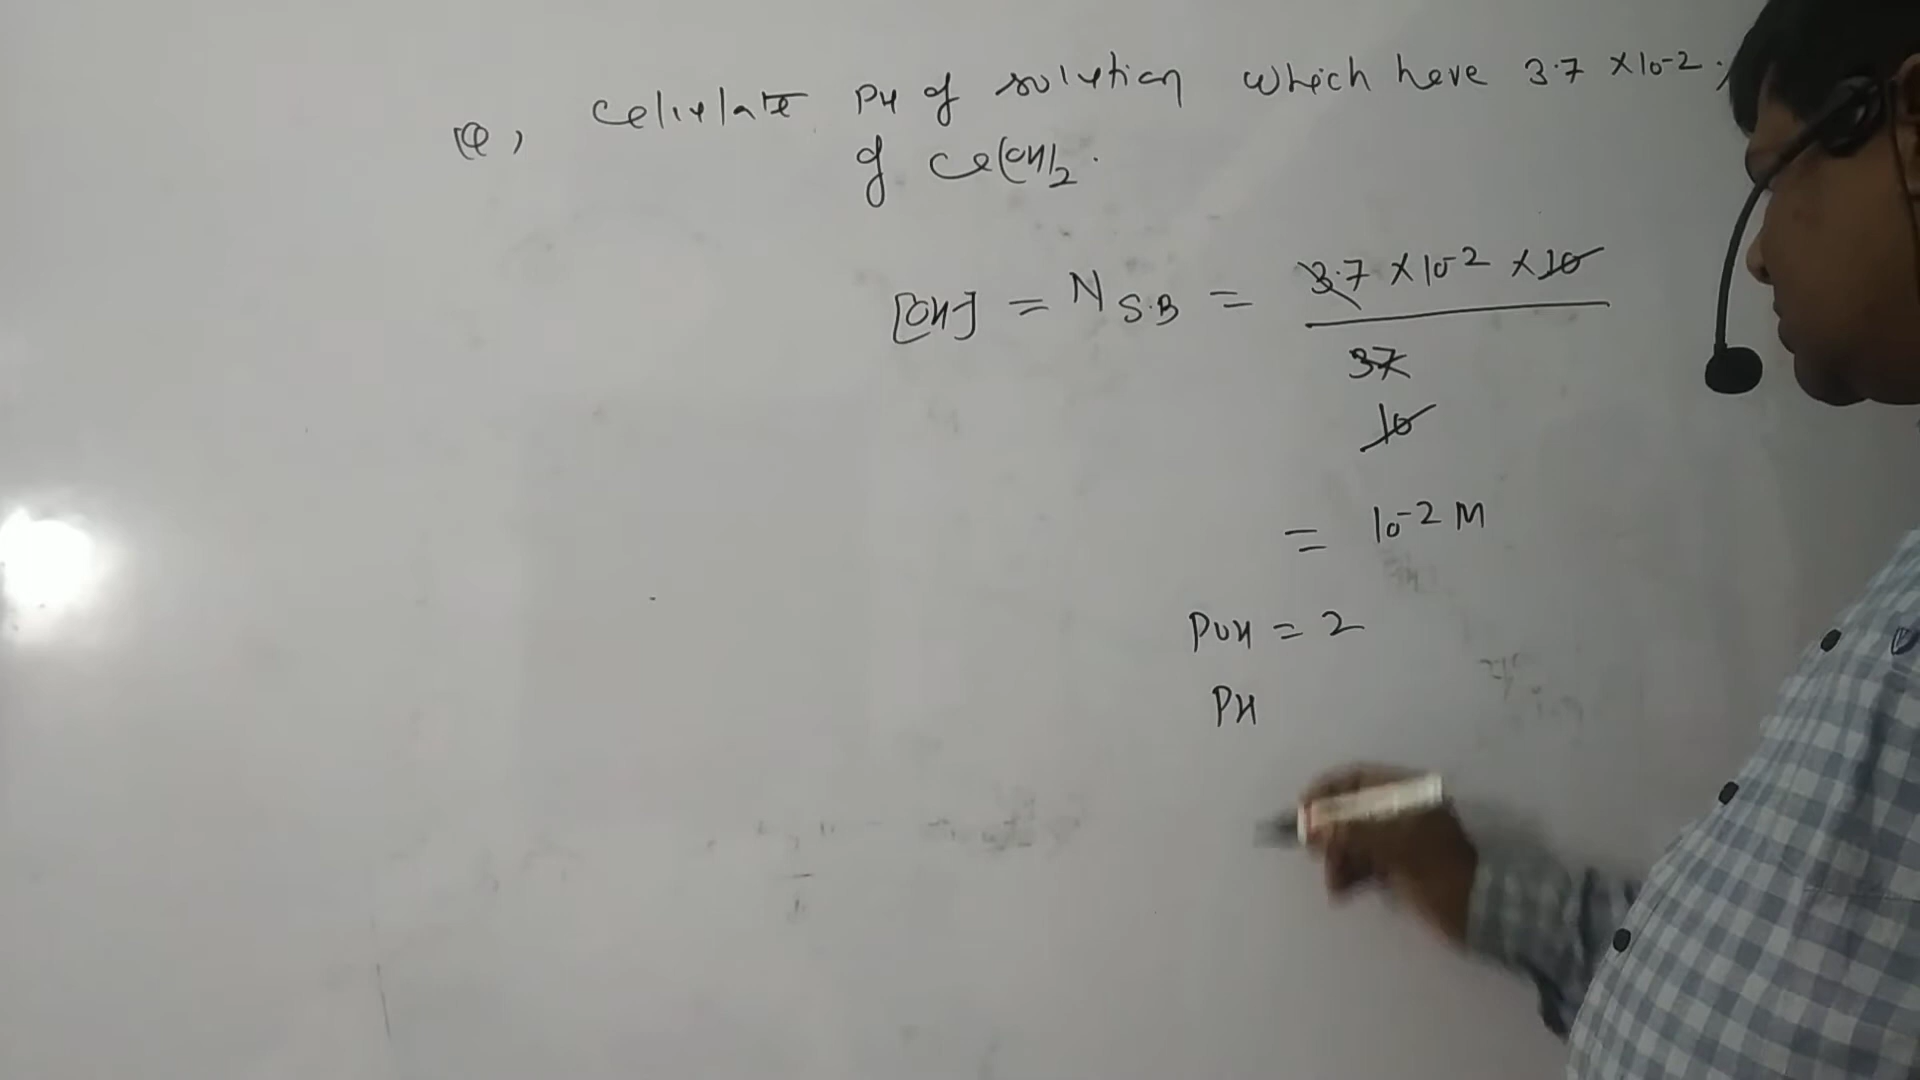 Q, Celculate PH of solution which have 3.7 × 10-2 .
of Ca(OH)2 .
[OH-] = N S.B = 3.7 × 10-2 × 10
37
10
= 10-2 M
POH = 2
PH